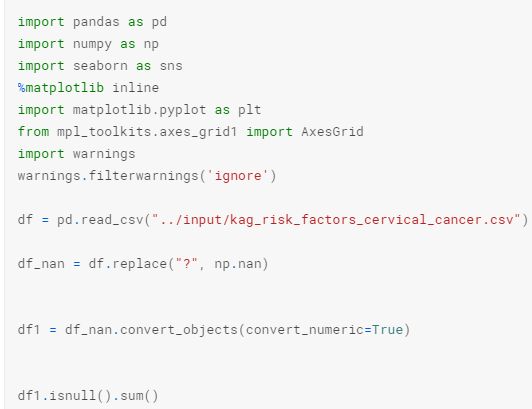 import pandas as pd
import numpy as np
import seaborn as sns
%matplotlib inline
import matplotlib.pyplot as plt
from mpl_toolkits.axes_grid1 import AxesGrid
import warnings
warnings.filterwarnings('ignore')
df = pd.read_csv("../input/kag_risk_factors_cervical_cancer.csv")
df_nan = df.replace("?", np.nan)
df1 = df_nan.convert_objects(convert_numeric=True)
df1.isnull().sum()